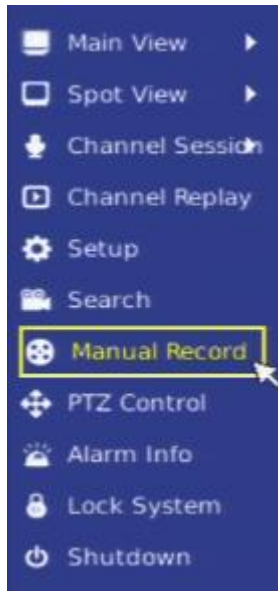 Main View
Spot View
Channel Session
Channel Replay
Setup
Search
Manual Record
PTZ Control
Alarm Info
Lock System
Shutdown